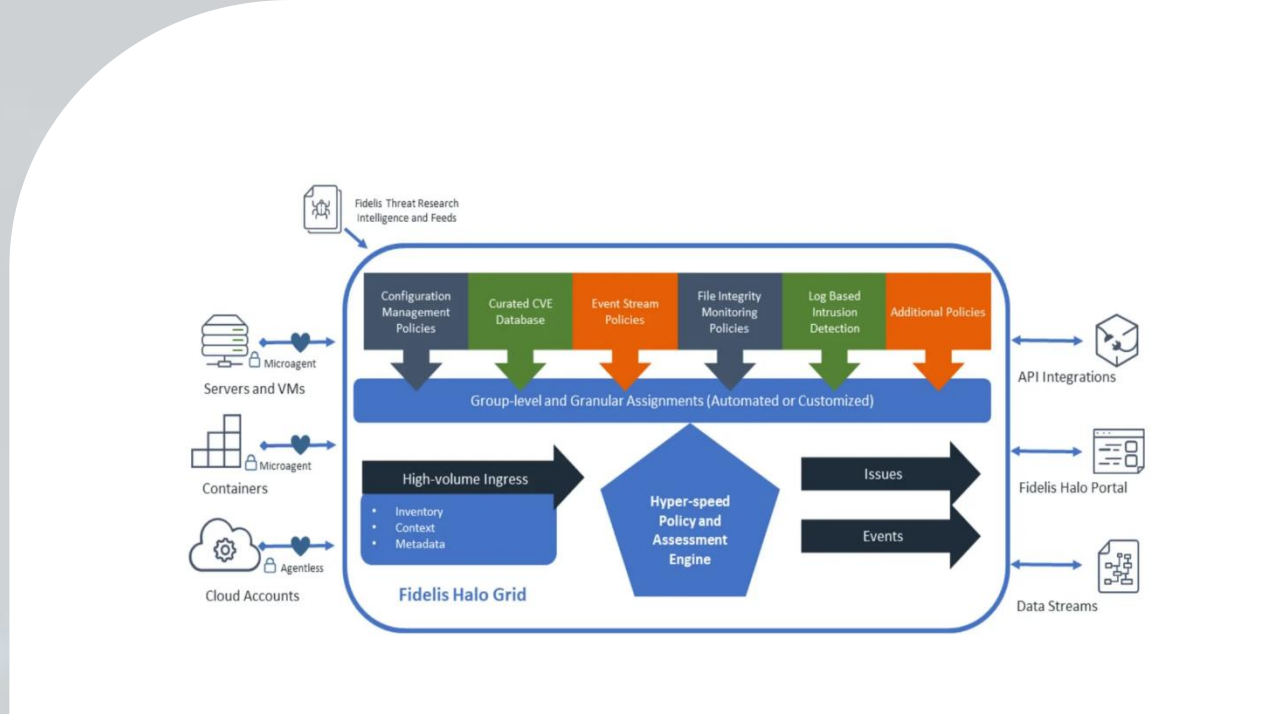 Fidelis Threat Research
Intelligence and Feeds
Configuration
Management
Policies
Curated CVE
Database
Event Stream
Policies
File Integrity
Monitoring
Policies
Log Based
Intrusion
Detection
Additional Policies
Group-level and Granular Assignments (Automated or Customized)
Microagent
Servers and VMs
Microagent
Containers
Agentless
Cloud Accounts
High-volume Ingress
• Inventory
• Context
• Metadata
Fidelis Halo Grid
Hyper-speed
Policy and
Assessment
Engine
Issues
Events
API Integrations
Fidelis Halo Portal
Data Streams